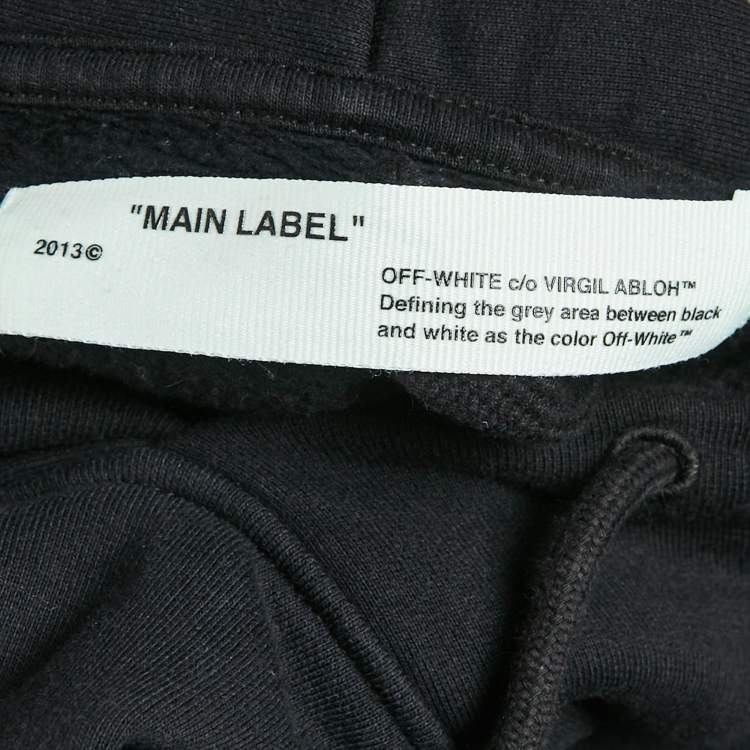 "MAIN LABEL"
2013©
OFF-WHITE c/o VIRGIL ABLOH™
Defining the grey area between black
and white as the color Off-White™